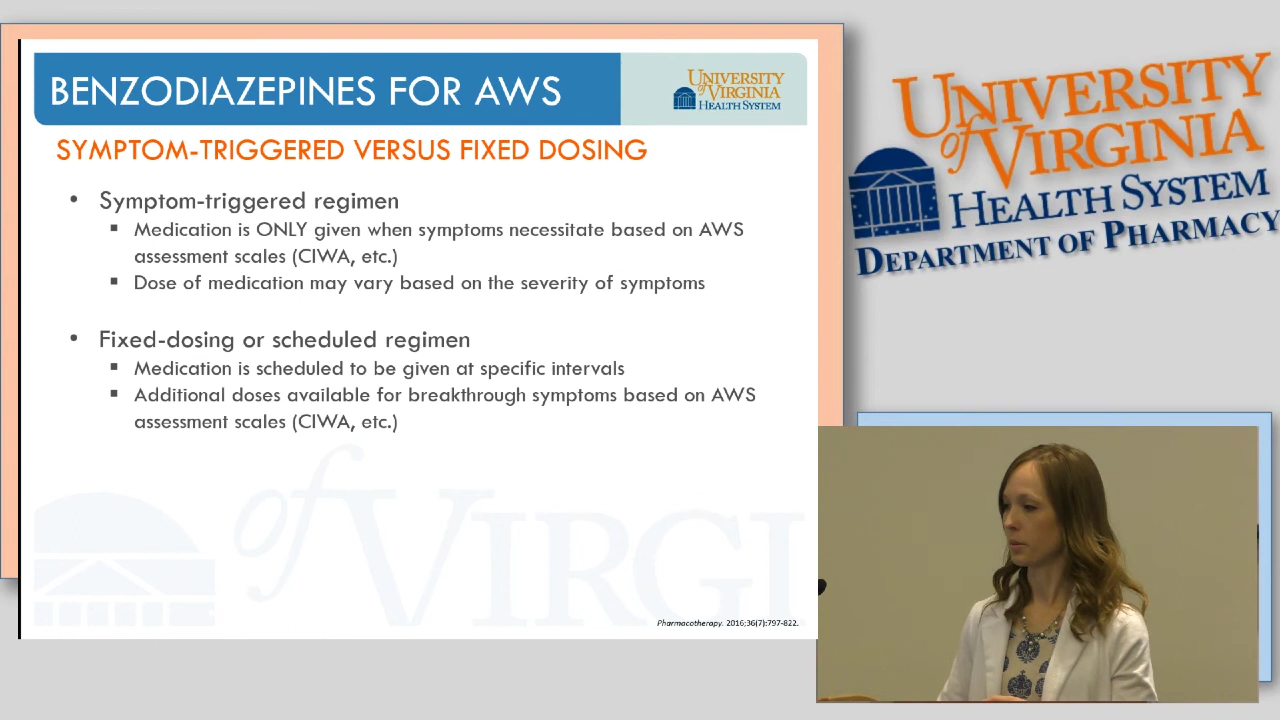 BENZODIAZEPINES FOR AWS
UNIVERSITY
of VIRGINIA
HEALTH SYSTEM
SYMPTOM-TRIGGERED VERSUS FIXED DOSING
• Symptom-triggered regimen
▪ Medication is ONLY given when symptoms necessitate based on AWS
assessment scales (CIWA, etc.)
▪ Dose of medication may vary based on the severity of symptoms
• Fixed-dosing or scheduled regimen
▪ Medication is scheduled to be given at specific intervals
▪ Additional doses available for breakthrough symptoms based on AWS
assessment scales (CIWA, etc.)
of VIRGI
Pharmacotherapy. 2016;36(7):797-822.
UNIVERSITY
of VIRGINIA
HEALTH SYSTEM
DEPARTMENT OF PHARMACY